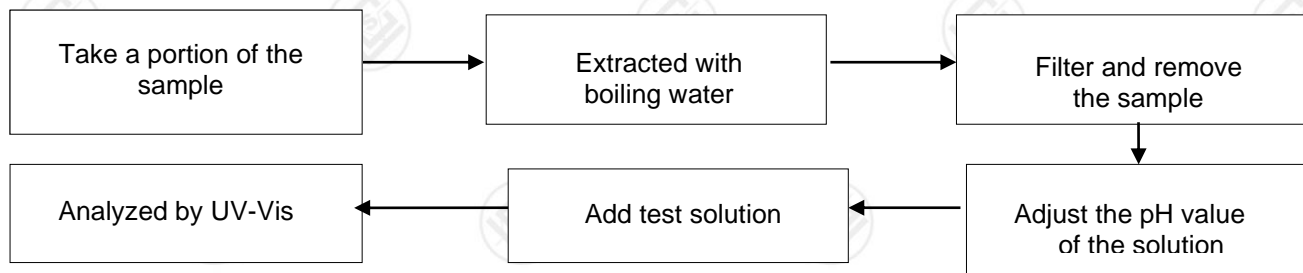 Take a portion of the
sample
Extracted with
boiling water
Filter and remove
the sample
Adjust the pH value
of the solution
Add test solution
Analyzed by UV-Vis